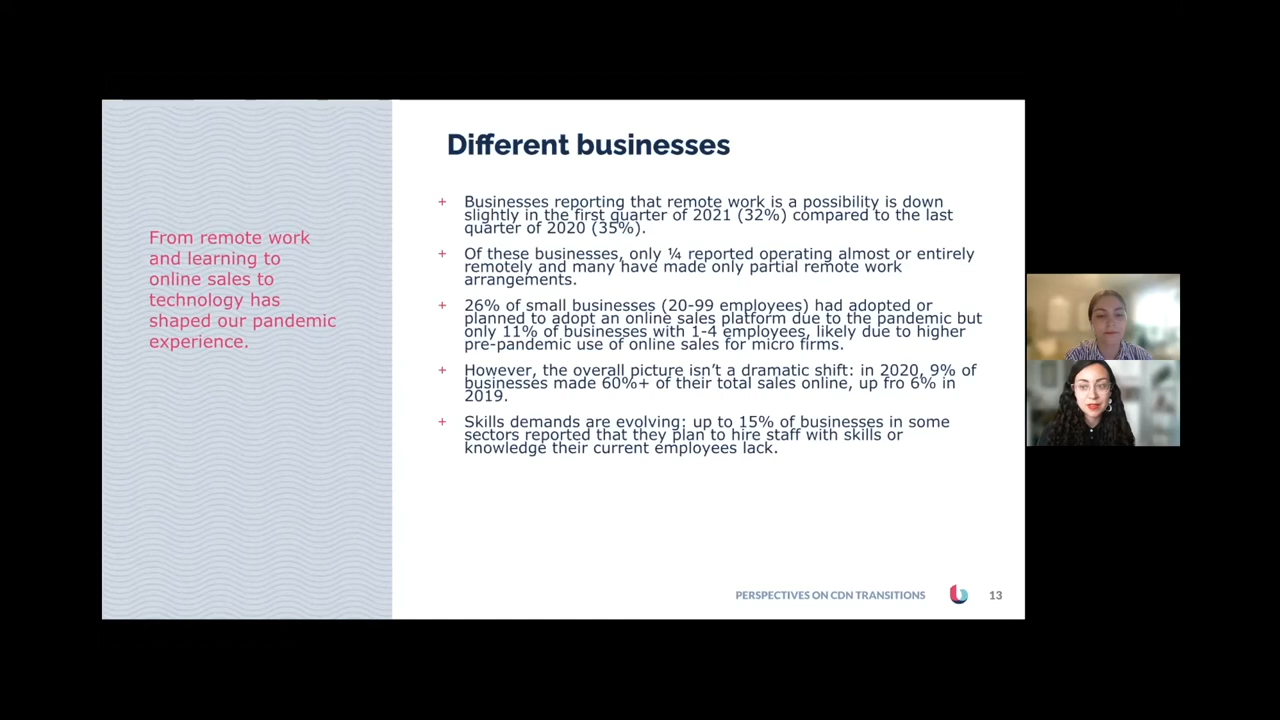 Different businesses
From remote work
and learning to
online sales to
technology has
shaped our pandemic
experience.
+ Businesses reporting that remote work is a possibility is down
slightly in the first quarter of 2021 (32%) compared to the last
quarter of 2020 (35%).
+ Of these businesses, only ¼ reported operating almost or entirely
remotely and many have made only partial remote work
arrangements.
+ 26% of small businesses (20-99 employees) had adopted or
planned to adopt an online sales platform due to the pandemic but
only 11% of businesses with 1-4 employees, likely due to higher
pre-pandemic use of online sales for micro firms.
+ However, the overall picture isn’t a dramatic shift: in 2020, 9% of
businesses made 60%+ of their total sales online, up fro 6% in
2019.
+ Skills demands are evolving: up to 15% of businesses in some
sectors reported that they plan to hire staff with skills or
knowledge their current employees lack.
PERSPECTIVES ON CDN TRANSITIONS 13